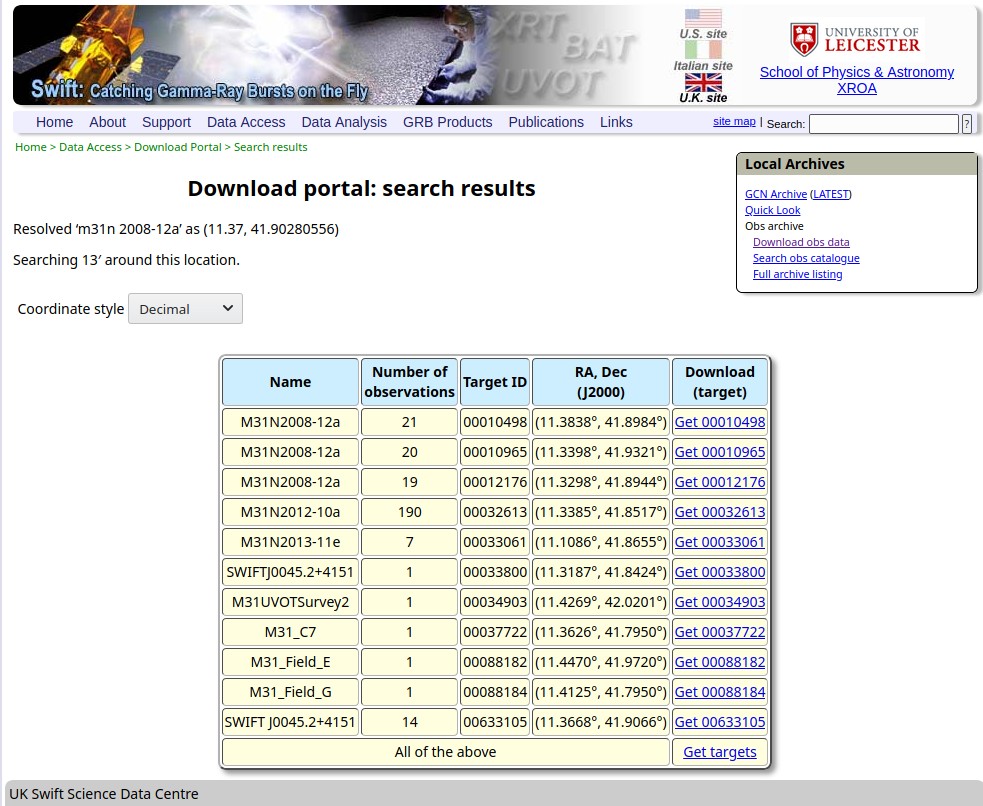 XRT
BAT
UVOT
Swift: Catching Gamma-Ray Bursts on the Fly
U.S. site
Italian site
U.K. site
UNIVERSITY OF
LEICESTER
School of Physics & Astronomy
XROA
Home About Support Data Access Data Analysis GRB Products Publications Links site map | Search: ?
Home > Data Access > Download Portal > Search results
Local Archives
GCN Archive (LATEST)
Quick Look
Obs archive
Download obs data
Search obs catalogue
Full archive listing
Download portal: search results
Resolved ‘m31n 2008-12a’ as (11.37, 41.90280556)
Searching 13′ around this location.
Coordinate style Decimal
Name Number of observations Target ID RA, Dec (J2000) Download (target)
M31N2008-12a 21 00010498 (11.3838°, 41.8984°) Get 00010498
M31N2008-12a 20 00010965 (11.3398°, 41.9321°) Get 00010965
M31N2008-12a 19 00012176 (11.3298°, 41.8944°) Get 00012176
M31N2012-10a 190 00032613 (11.3385°, 41.8517°) Get 00032613
M31N2013-11e 7 00033061 (11.1086°, 41.8655°) Get 00033061
SWIFTJ0045.2+4151 1 00033800 (11.3187°, 41.8424°) Get 00033800
M31UVOTSurvey2 1 00034903 (11.4269°, 42.0201°) Get 00034903
M31_C7 1 00037722 (11.3626°, 41.7950°) Get 00037722
M31_Field_E 1 00088182 (11.4470°, 41.9720°) Get 00088182
M31_Field_G 1 00088184 (11.4125°, 41.7950°) Get 00088184
SWIFT J0045.2+4151 14 00633105 (11.3668°, 41.9066°) Get 00633105
All of the above Get targets
UK Swift Science Data Centre